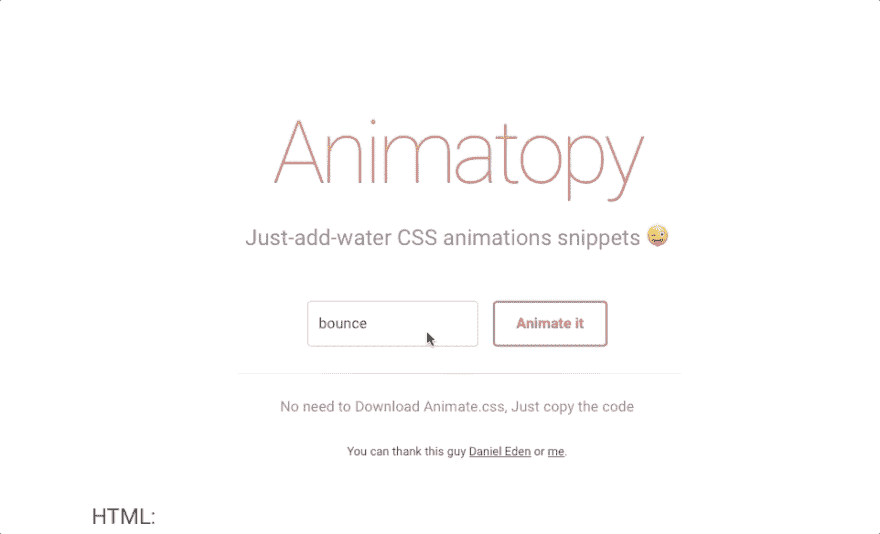 Animatopy
Just-add-water CSS animations snippets 😜
bounce
Animate it
No need to Download Animate.css, Just copy the code
You can thank this guy Daniel Eden or me.
HTML: